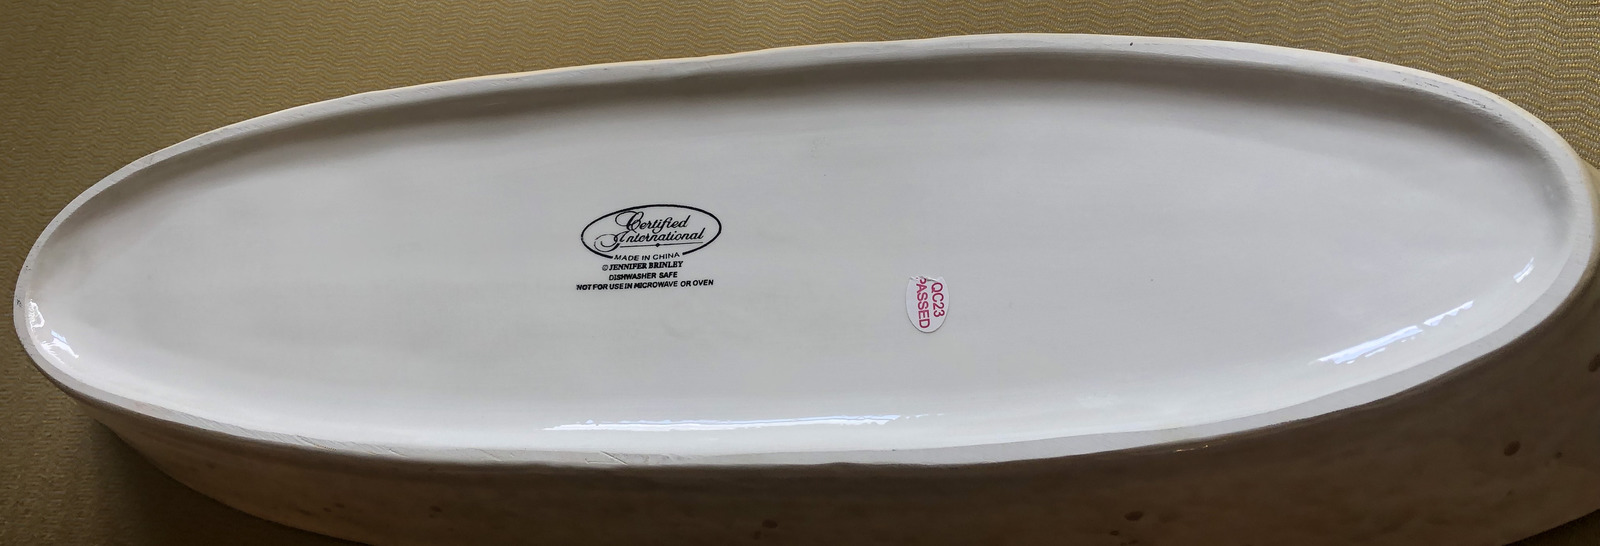 Certified
International
MADE IN CHINA
© JENNIFER BRINLEY
DISHWASHER SAFE
NOT FOR USE IN MICROWAVE OR OVEN
QC23
PASSED